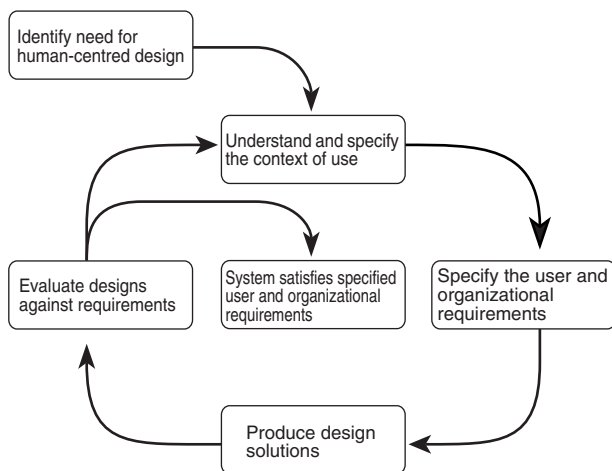 Identify need for
human-centred design
Understand and specify
the context of use
Evaluate designs
against requirements
System satisfies specified
user and organizational
requirements
Specify the user and
organizational
requirements
Produce design
solutions